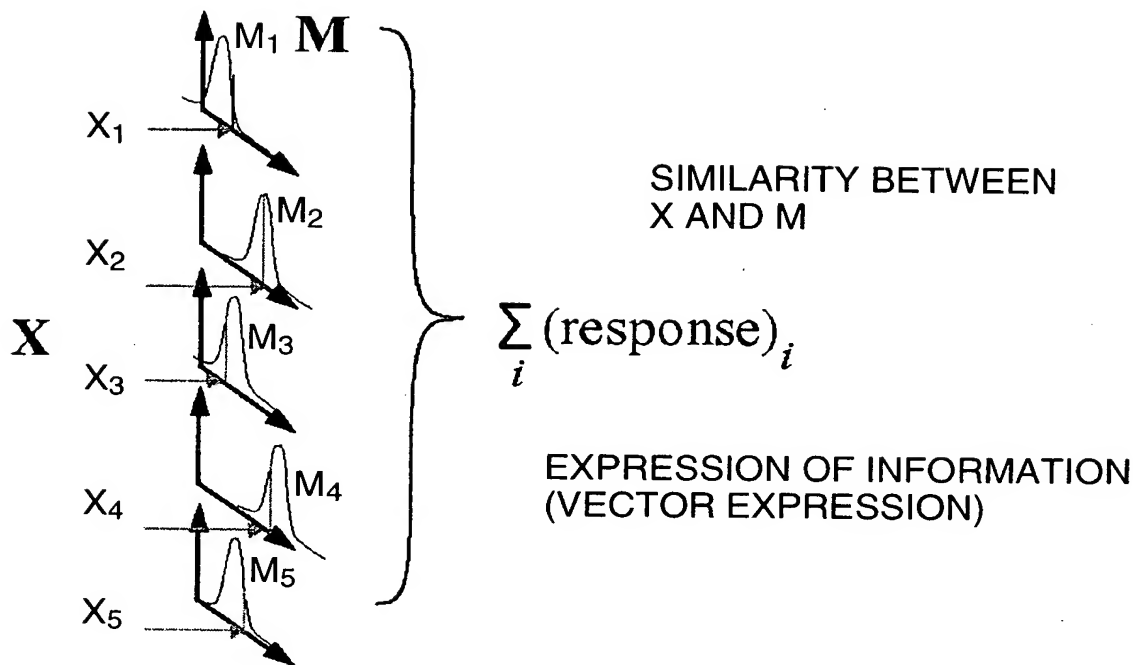 M₁ M
X₁
M₂
X₂
X
M₃
X₃
M₄
X₄
M₅
X₅
SIMILARITY BETWEEN
X AND M
∑ᵢ (response)ᵢ
EXPRESSION OF INFORMATION
(VECTOR EXPRESSION)